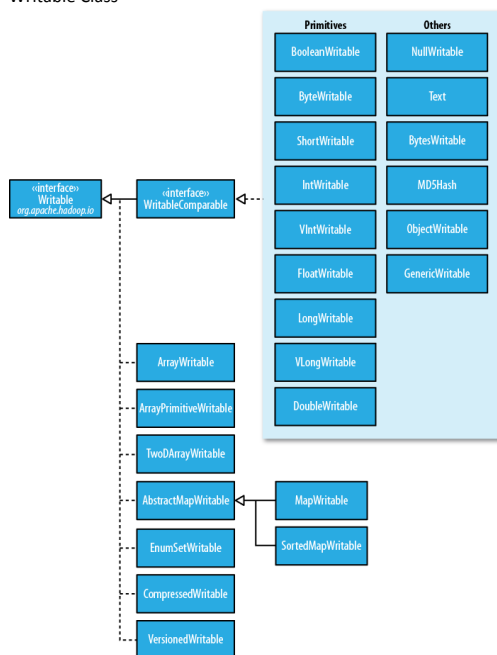 Writable Class
Primitives
Others
BooleanWritable
NullWritable
ByteWritable
Text
ShortWritable
BytesWritable
«interface»
Writable
org.apache.hadoop.io
«interface»
WritableComparable
IntWritable
MD5Hash
VIntWritable
ObjectWritable
FloatWritable
GenericWritable
LongWritable
VLongWritable
DoubleWritable
ArrayWritable
ArrayPrimitiveWritable
TwoDArrayWritable
AbstractMapWritable
MapWritable
SortedMapWritable
EnumSetWritable
CompressedWritable
VersionedWritable